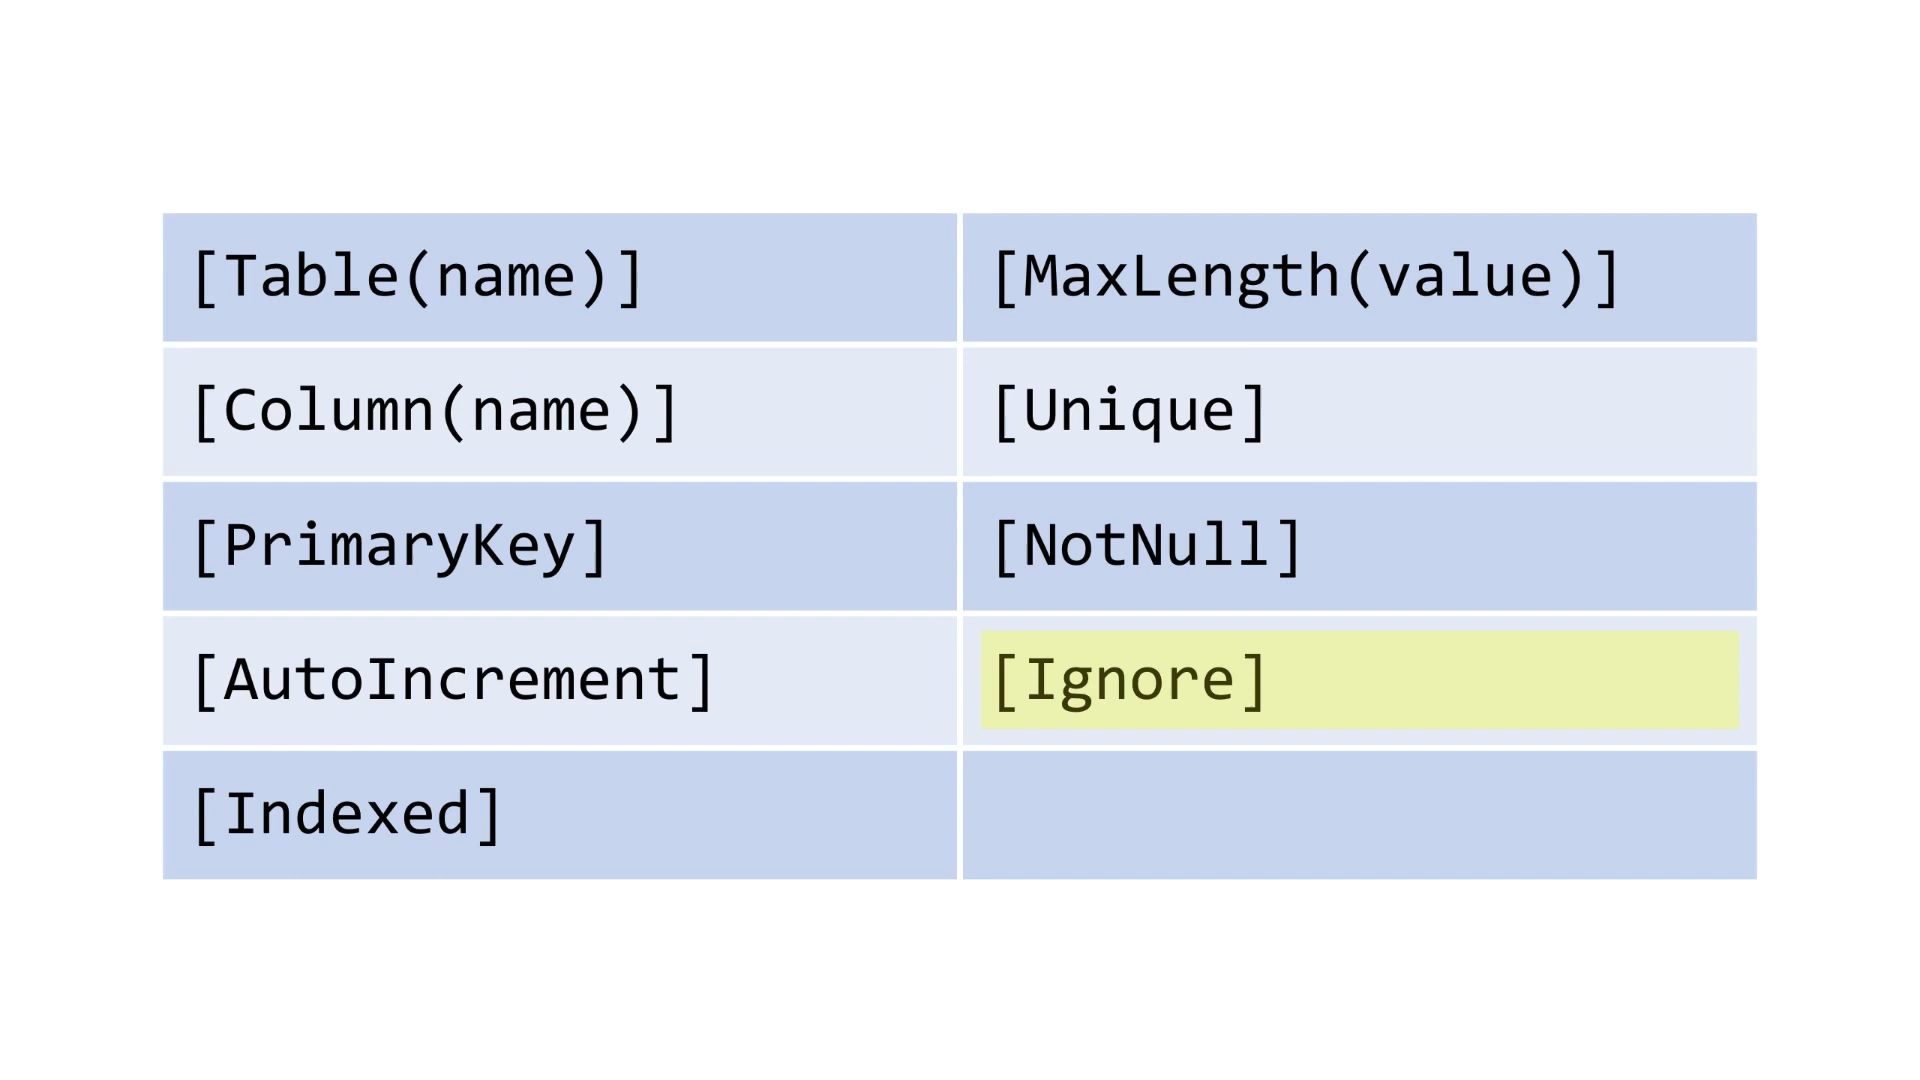 [Table(name)]
[MaxLength(value)]
[Column(name)]
[Unique]
[PrimaryKey]
[NotNull]
[AutoIncrement]
[Ignore]
[Indexed]